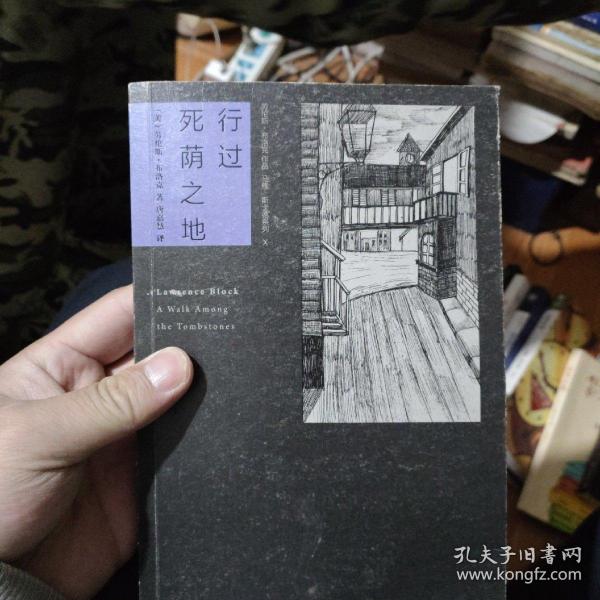 行过
死荫之地
[美] 劳伦斯·布洛克 著 唐嘉慧 译
Lawrence Block
A Walk Among
the Tombstones
孔夫子旧书网
www.kongfz.com